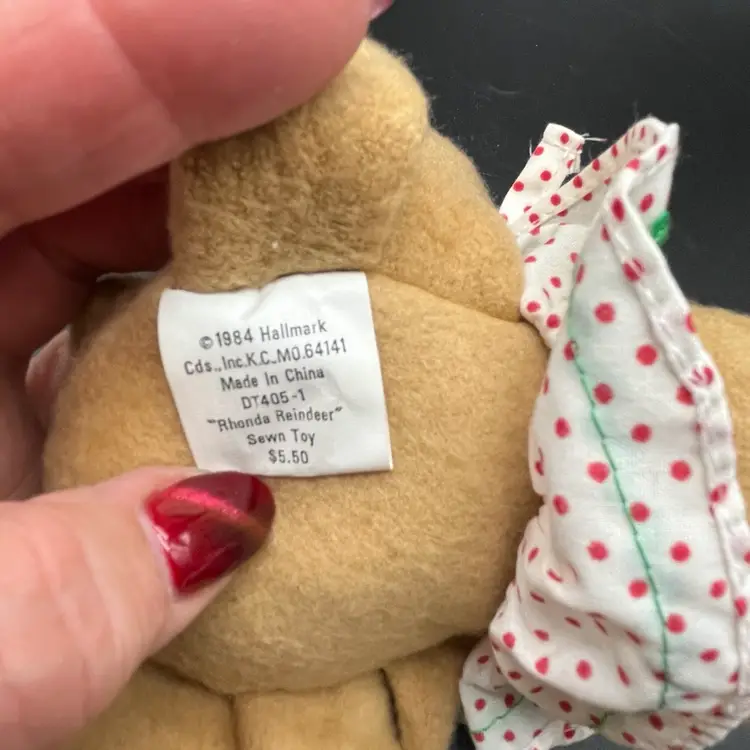 ©1984 Hallmark
Cds., Inc.K.C.,MO.64141
Made In China
DT405-1
"Rhonda Reindeer"
Sewn Toy
$5.50